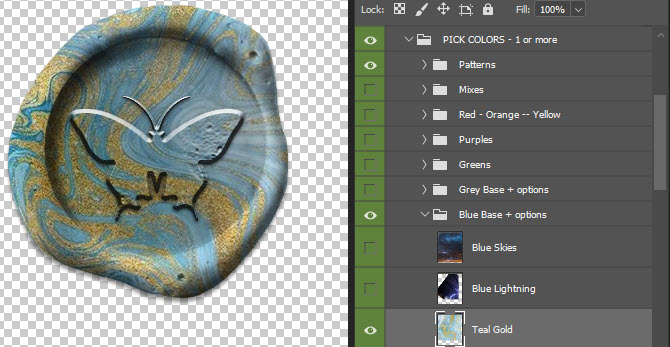 Lock:
Fill: 100%
PICK COLORS - 1 or more
Patterns
Mixes
Red - Orange -- Yellow
Purples
Greens
Grey Base + options
Blue Base + options
Blue Skies
Blue Lightning
Teal Gold